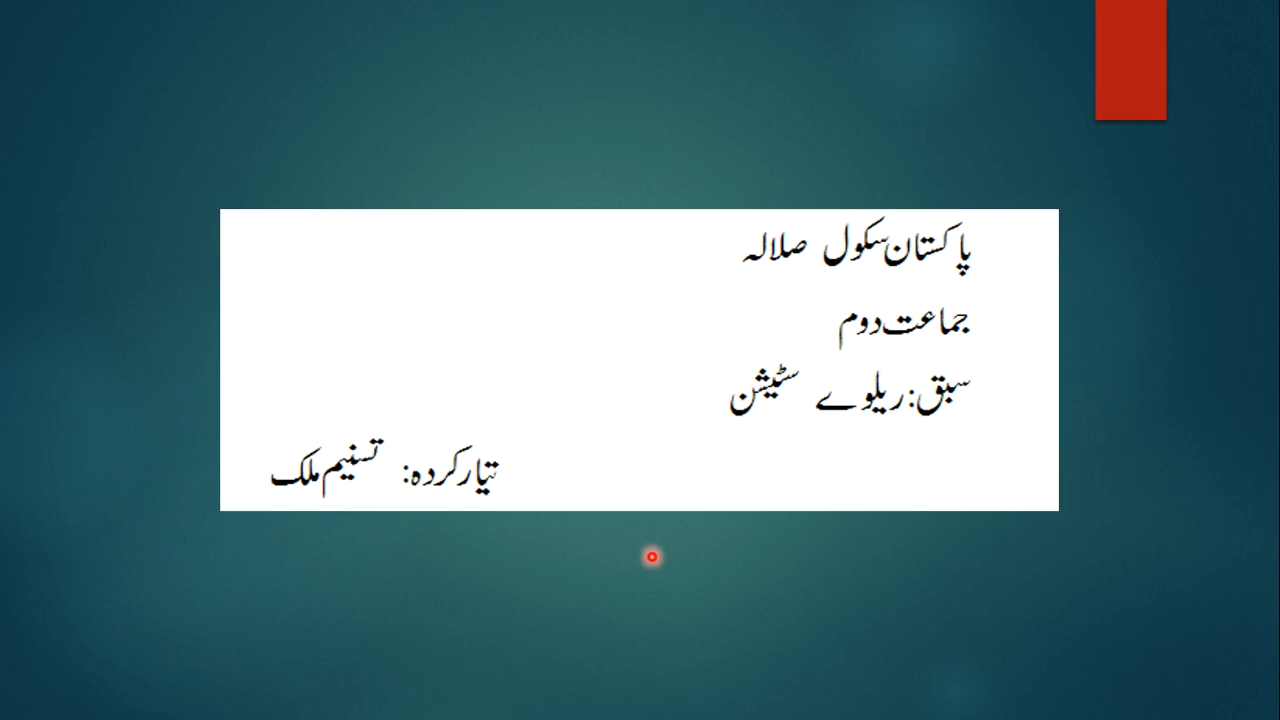 پاکستان سکول صلالہ
جماعت دوم
سبق: ریلوے سٹیشن
تیار کردہ: تسنیم ملک